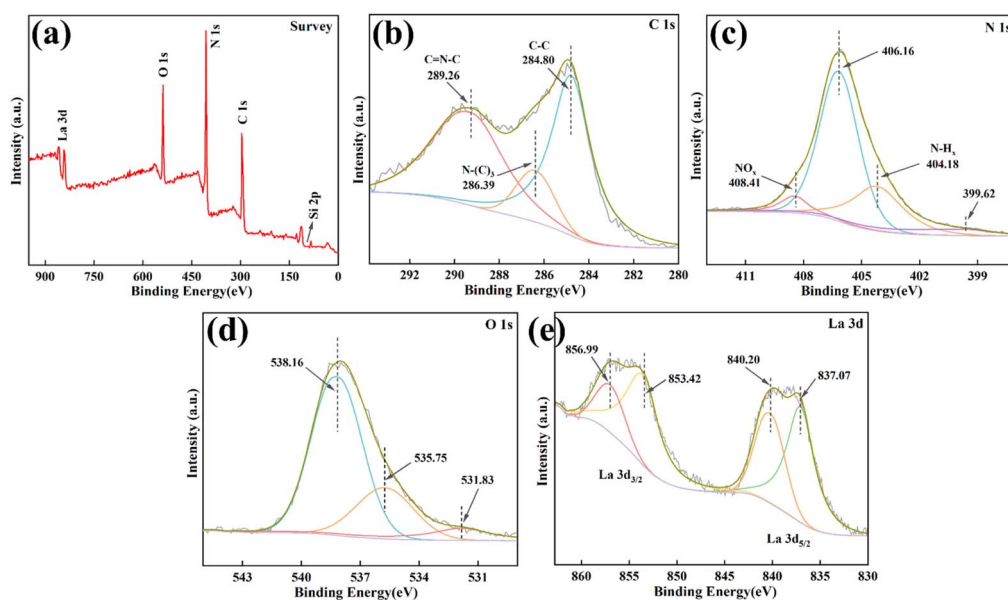 (a)
Survey
La 3d
O 1s
N 1s
C 1s
Si 2p
Intensity (a.u.)
900 750 600 450 300 150 0
Binding Energy(eV)
(b)
C 1s
C=N-C
289.26
C-C
284.80
N-(C)₃
286.39
Intensity (a.u.)
292 290 288 286 284 282 280
Binding Energy(eV)
(c)
N 1s
406.16
NOₓ
408.41
N-Hₓ
404.18
399.62
Intensity (a.u.)
411 408 406 404 402 399
Binding Energy(eV)
(d)
O 1s
538.16
535.75
531.83
Intensity (a.u.)
543 540 537 534 531
Binding Energy(eV)
(e)
La 3d
856.99
853.42
840.20
837.07
La 3d₃/₂
La 3d₅/₂
Intensity (a.u.)
860 855 850 845 840 835 830
Binding Energy(eV)